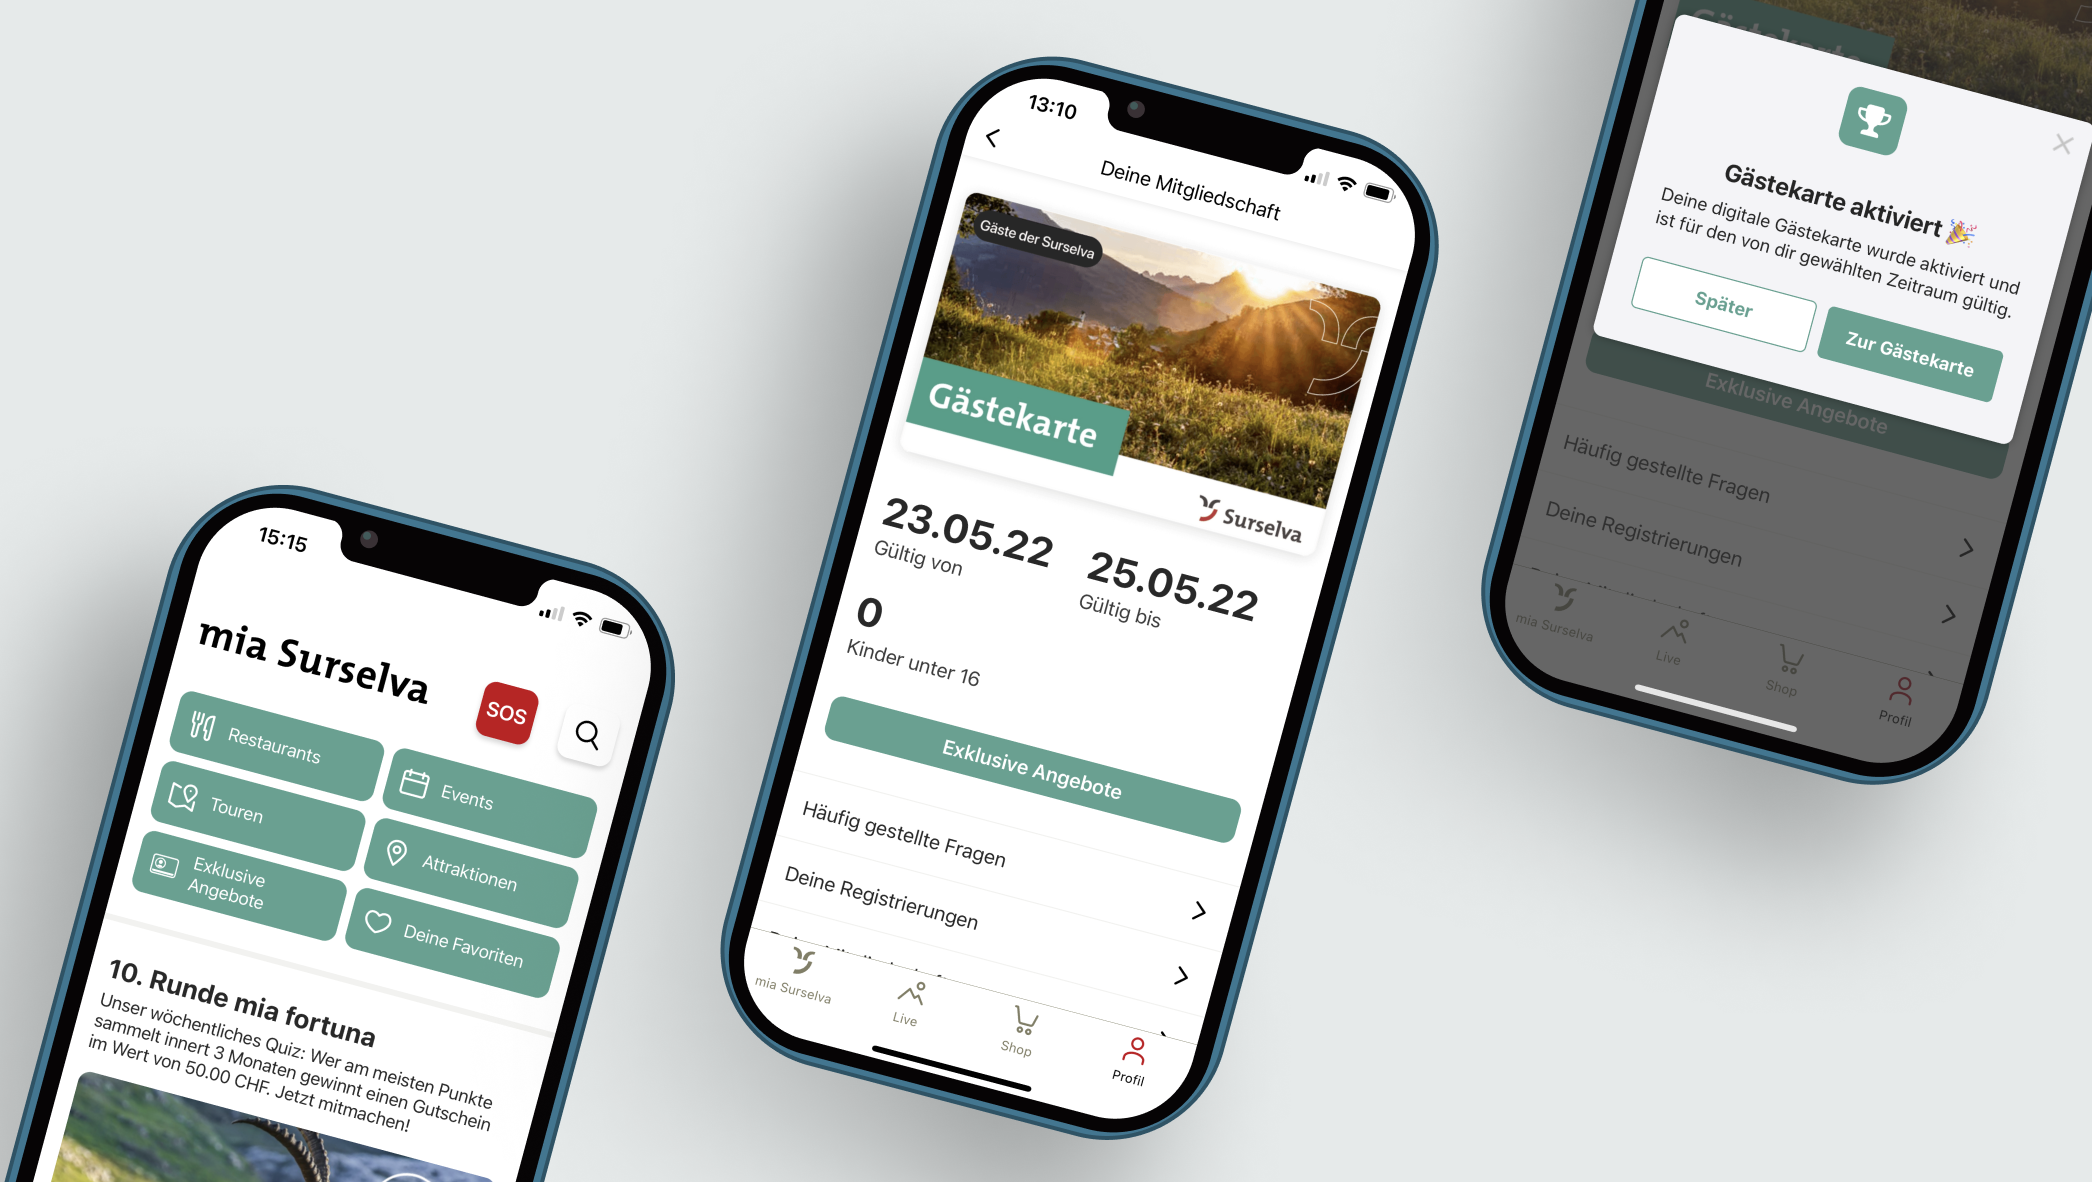 15:15
mia Surselva
SOS
Restaurants
Events
Touren
Attraktionen
Exklusive
Angebote
Deine Favoriten
10. Runde mia fortuna
Unser wöchentliches Quiz: Wer am meisten Punkte
sammelt innert 3 Monaten gewinnt einen Gutschein
im Wert von 50.00 CHF. Jetzt mitmachen!
13:10
Deine Mitgliedschaft
Gäste der Surselva
Gästekarte
Surselva
23.05.22
Gültig von
25.05.22
Gültig bis
0
Kinder unter 16
Exklusive Angebote
Häufig gestellte Fragen
Deine Registrierungen
mia Surselva
Live
Shop
Profil
Gästekarte
Gästekarte aktiviert 🎉
Deine digitale Gästekarte wurde aktiviert und
ist für den von dir gewählten Zeitraum gültig.
Später
Zur Gästekarte
Exklusive Angebote
Häufig gestellte Fragen
Deine Registrierungen
mia Surselva
Live
Shop
Profil